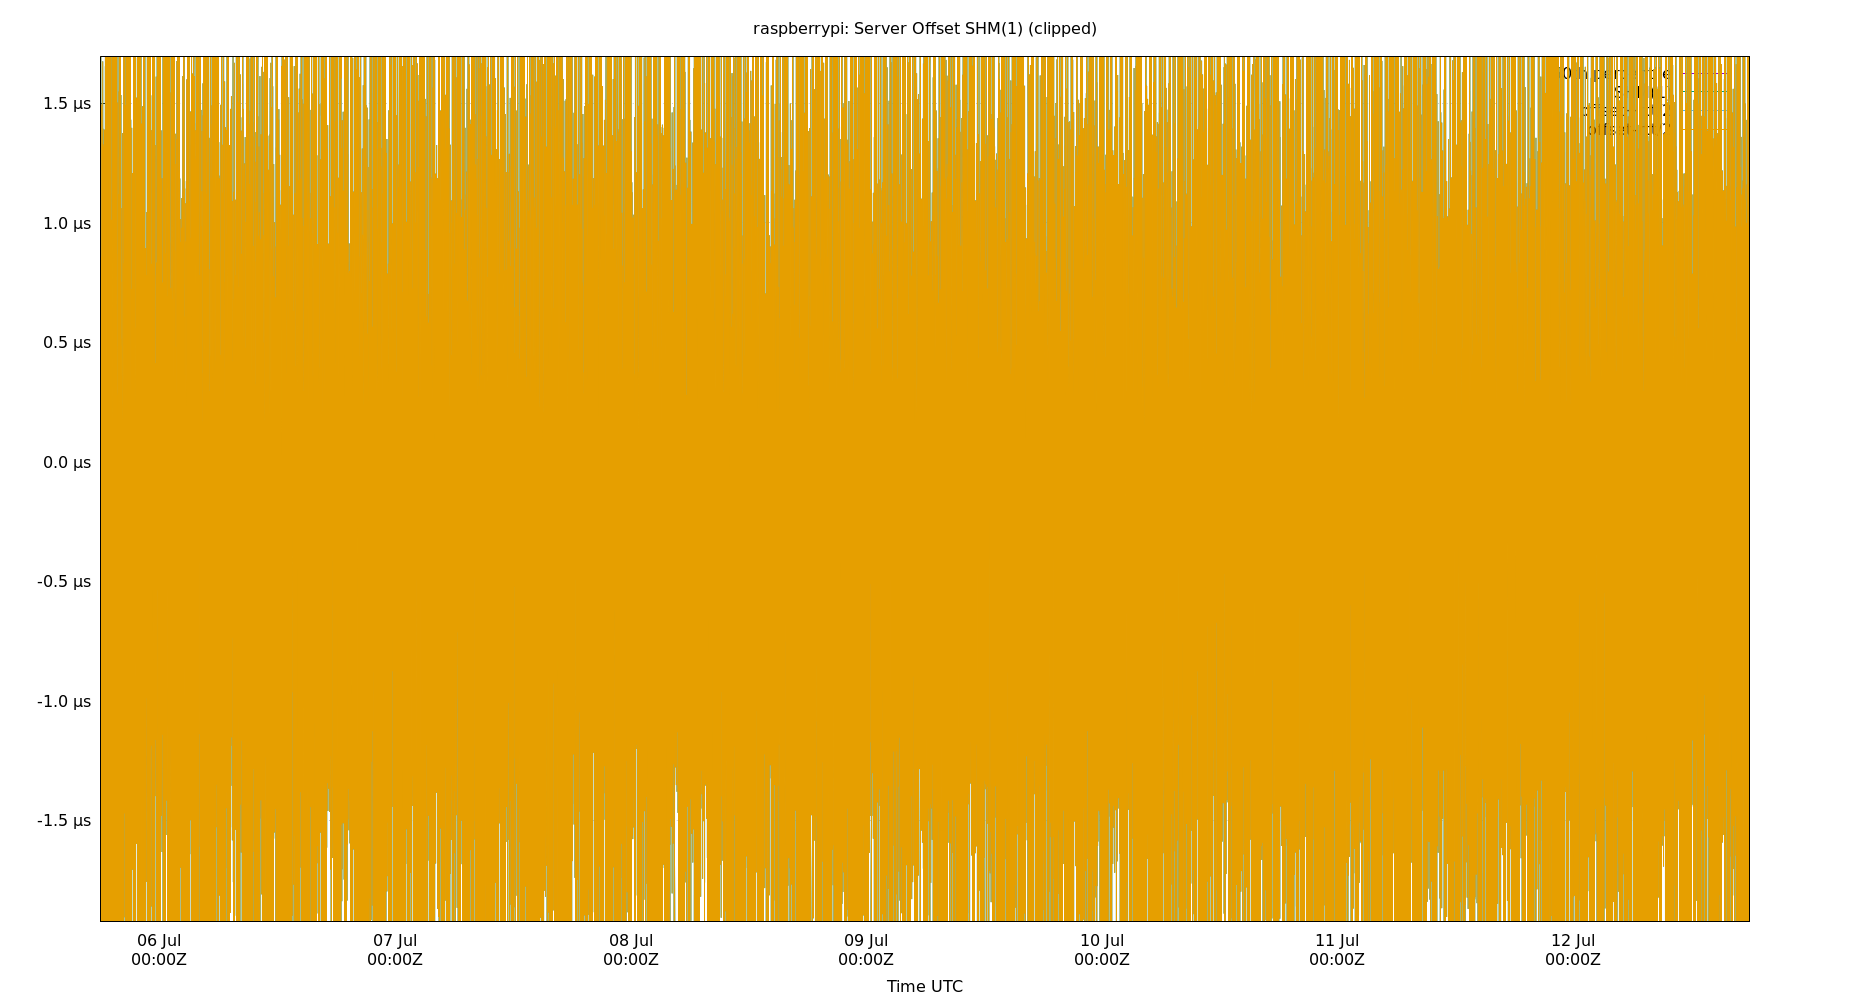 raspberrypi: Server Offset SHM(1) (clipped)
1.5 µs
1.0 µs
0.5 µs
0.0 µs
-0.5 µs
-1.0 µs
-1.5 µs
06 Jul 07 Jul 08 Jul 09 Jul 10 Jul 11 Jul 12 Jul
00:00Z 00:00Z 00:00Z 00:00Z 00:00Z 00:00Z 00:00Z
Time UTC